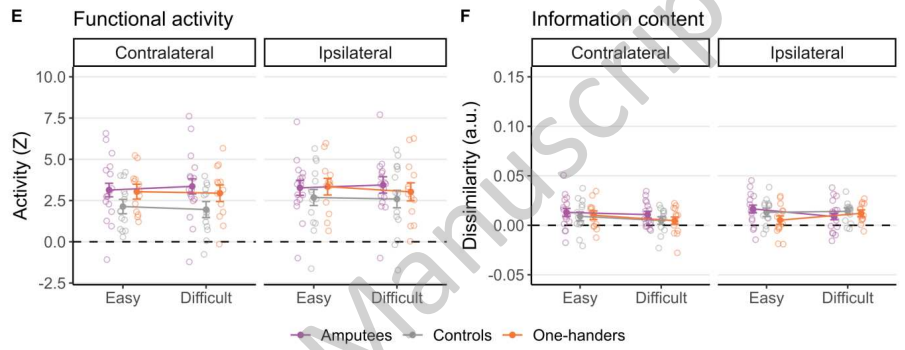 E Functional activity
Contralateral Ipsilateral
Activity (Z)
10.0
7.5
5.0
2.5
0.0
-2.5
Easy Difficult Easy Difficult
F Information content
Contralateral Ipsilateral
Dissimilarity (a.u.)
0.15
0.10
0.05
0.00
-0.05
Easy Difficult Easy Difficult
Amputees Controls One-handers
Manuscrip